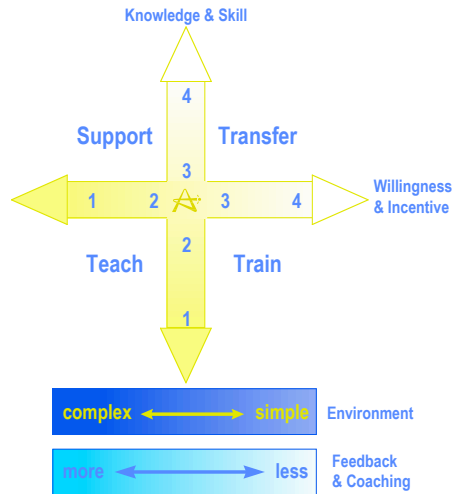 Knowledge & Skill
4
Support Transfer
3
1 2 3 4
Willingness
& Incentive
2
Teach Train
1
complex simple
Environment
more less
Feedback
& Coaching